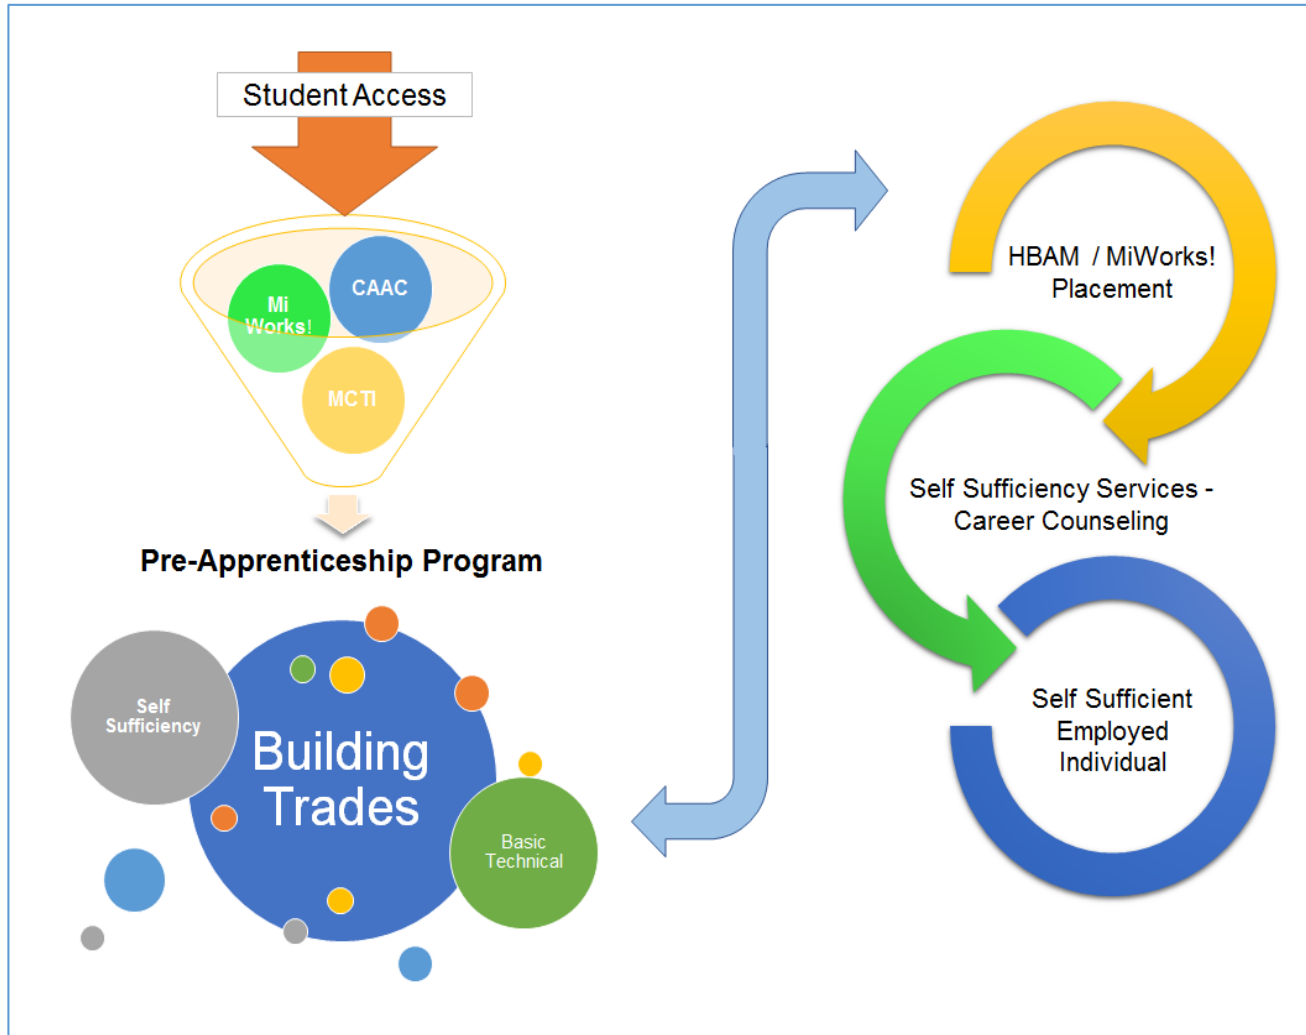 Student Access
CAAC
Mi
Works!
MCTI
Pre-Apprenticeship Program
Self
Sufficiency
Building
Trades
Basic
Technical
HBAM / MiWorks!
Placement
Self Sufficiency Services -
Career Counseling
Self Sufficient
Employed
Individual